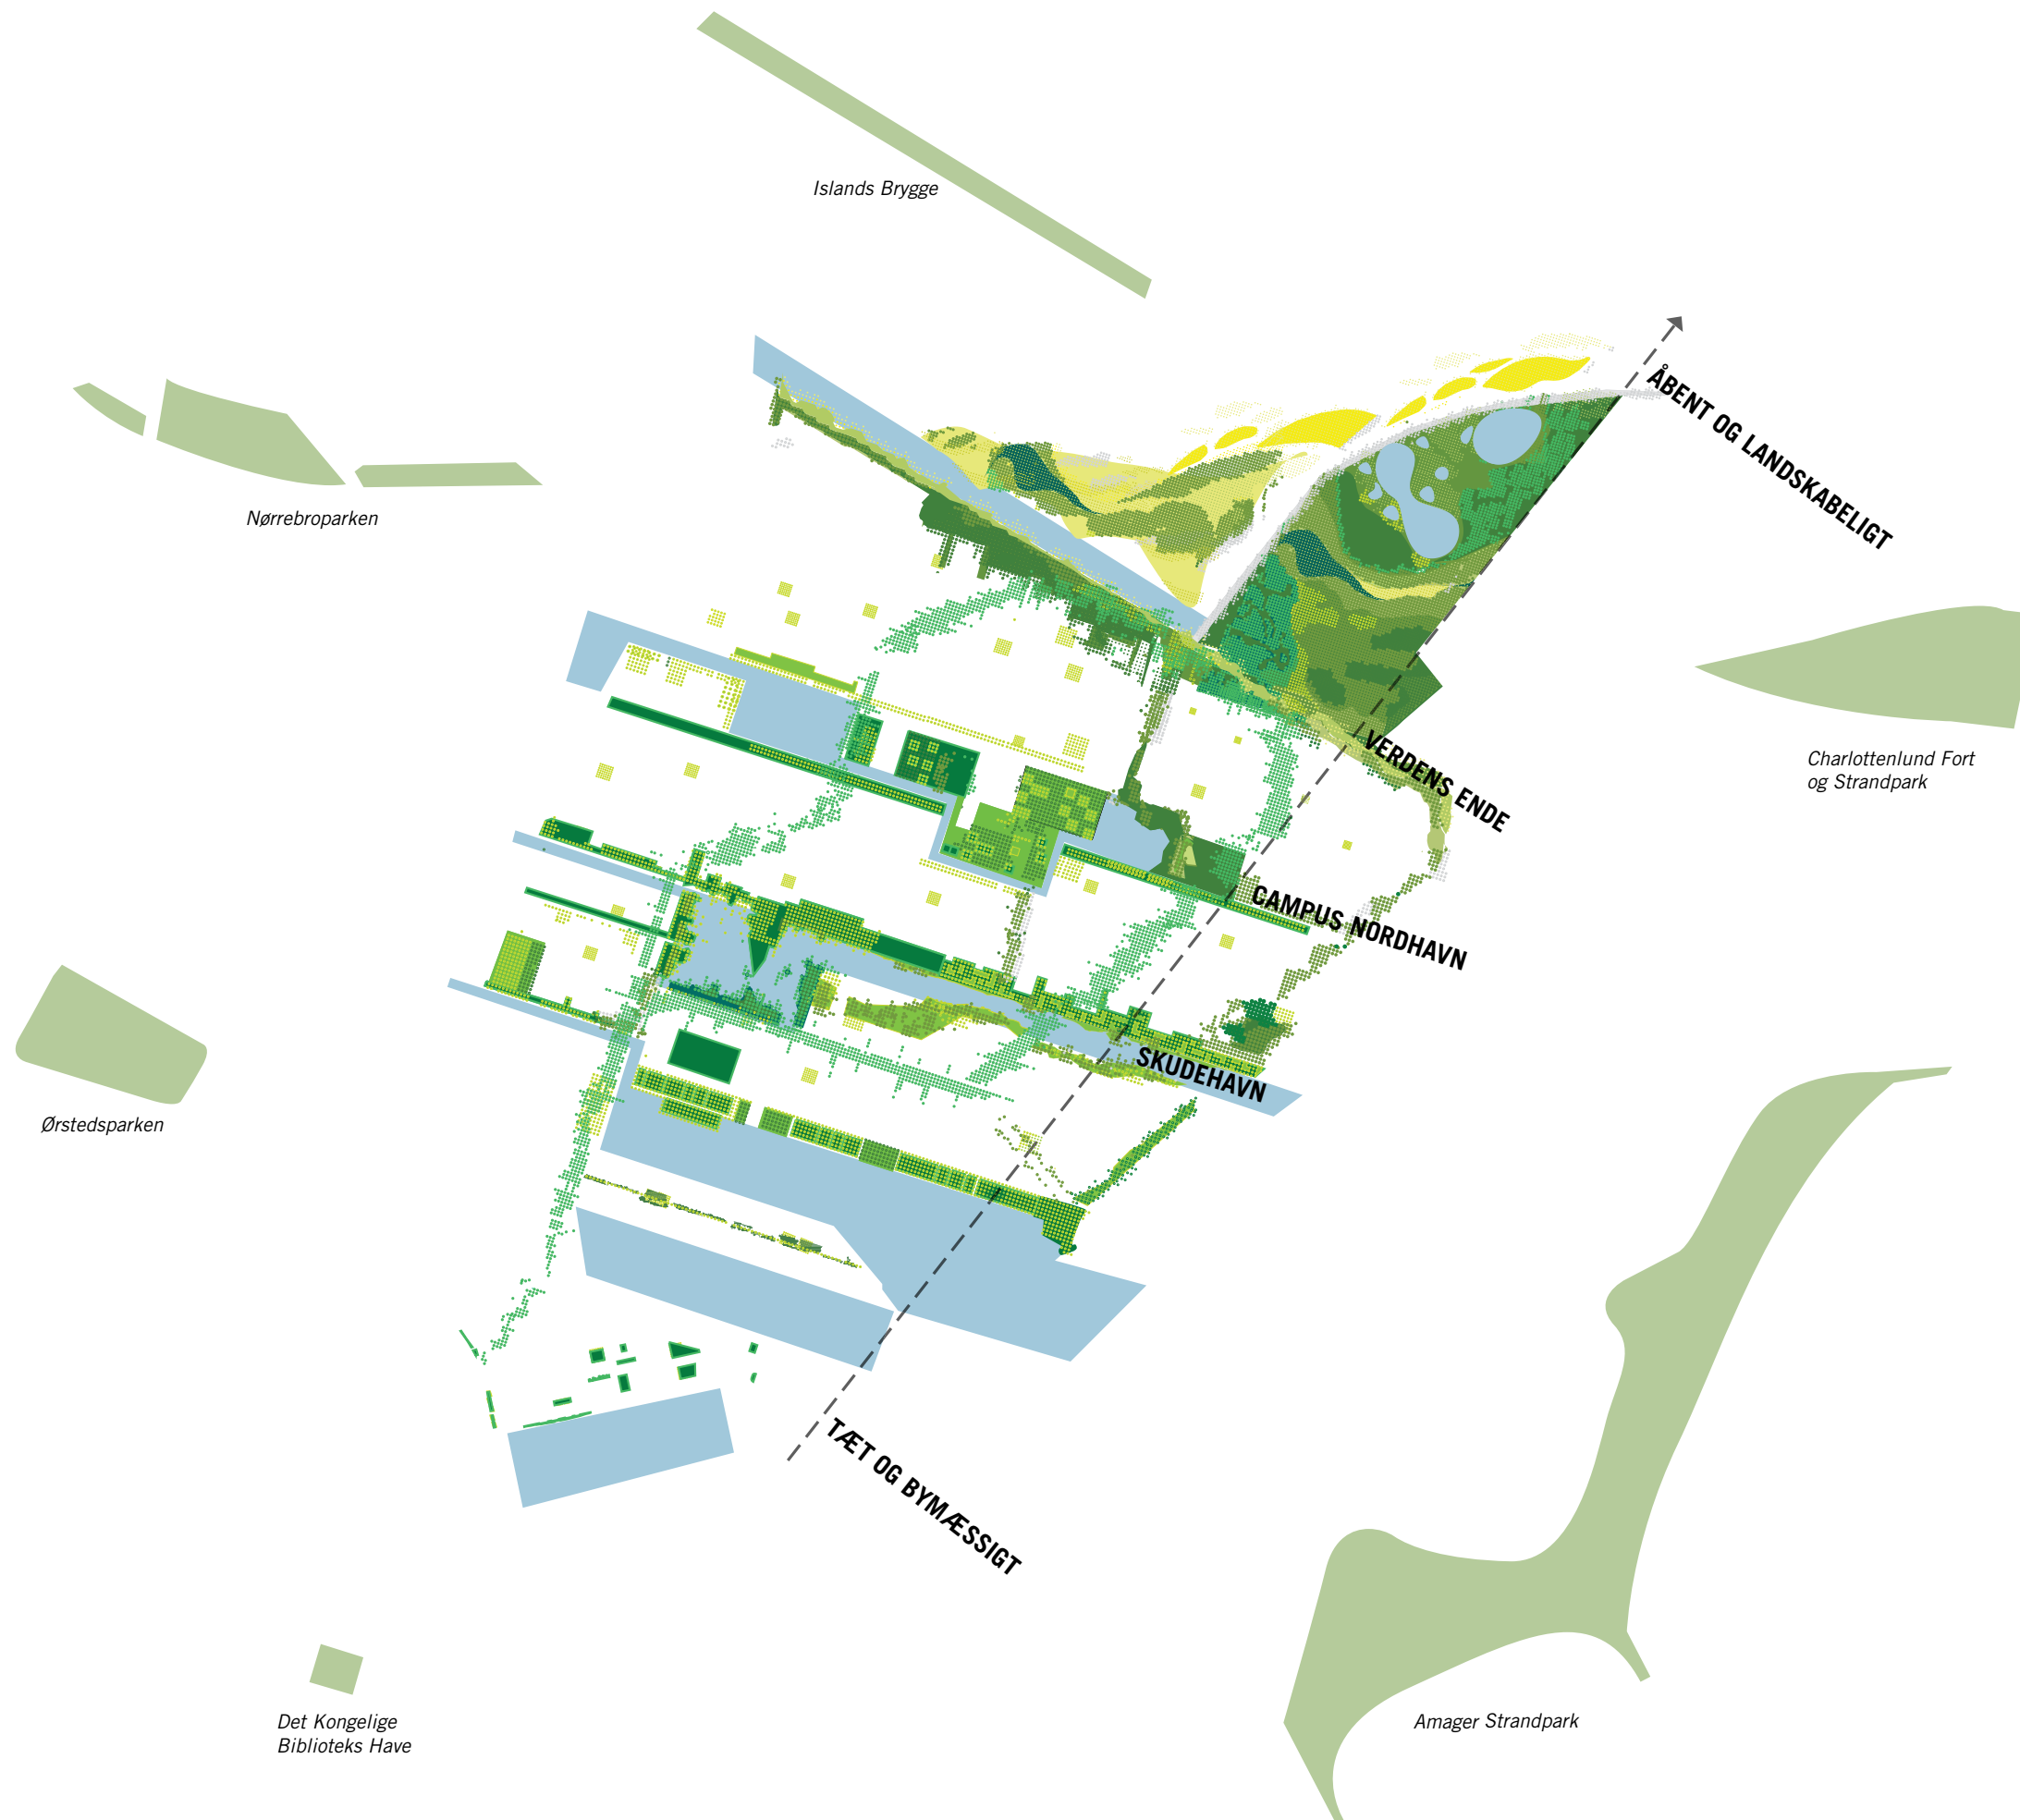 Islands Brygge
ÅBENT OG LANDSKABELIGT
Nørrebroparken
VERDENS ENDE
Charlottenlund Fort
og Strandpark
CAMPUS NORDHAVN
SKUDEHAVN
Ørstedsparken
TÆT OG BYMÆSSIGT
Det Kongelige
Biblioteks Have
Amager Strandpark